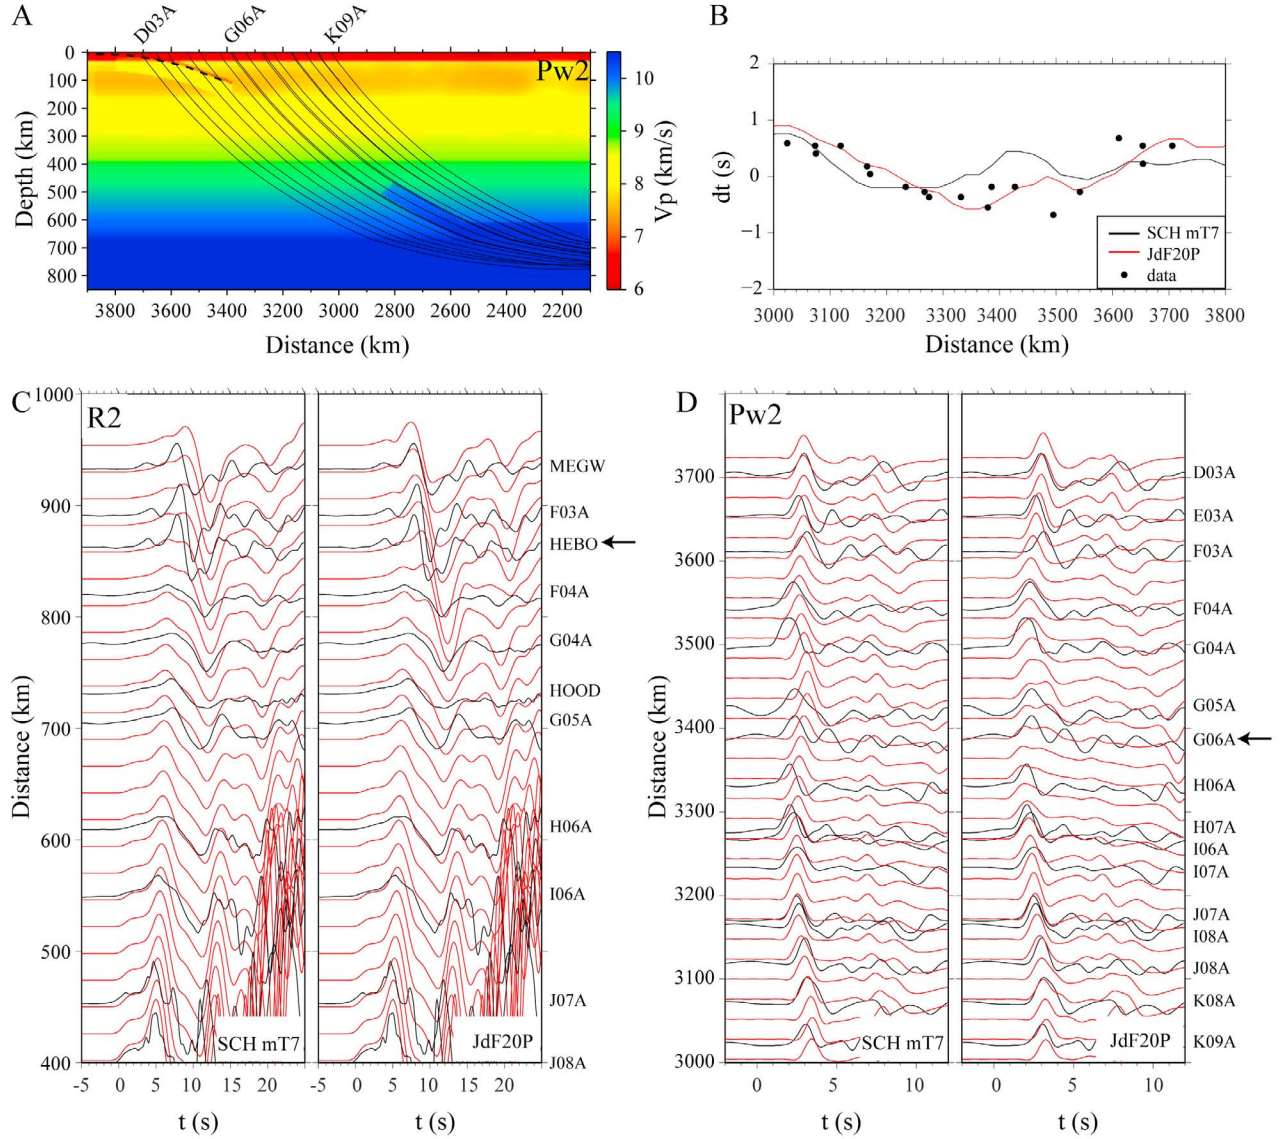 A
D03A
G06A
K09A
Pw2
0
100
200
300
400
500
600
700
800
Depth (km)
3800 3600 3400 3200 3000 2800 2600 2400 2200
Distance (km)
10
9
8
7
6
Vp (km/s)
B
2
1
0
−1
−2
dt (s)
SCH mT7
JdF20P
data
3000 3100 3200 3300 3400 3500 3600 3700 3800
Distance (km)
C
R2
1000
900
800
700
600
500
400
Distance (km)
MEGW
F03A
HEBO
F04A
G04A
HOOD
G05A
H06A
I06A
J07A
J08A
SCH mT7
JdF20P
-5 0 5 10 15 20
-5 0 5 10 15 20
t (s)
t (s)
D
Pw2
3700
3600
3500
3400
3300
3200
3100
3000
Distance (km)
D03A
E03A
F03A
F04A
G04A
G05A
G06A
H06A
H07A
I06A
I07A
J07A
I08A
J08A
K08A
K09A
SCH mT7
JdF20P
0 5 10
0 5 10
t (s)
t (s)